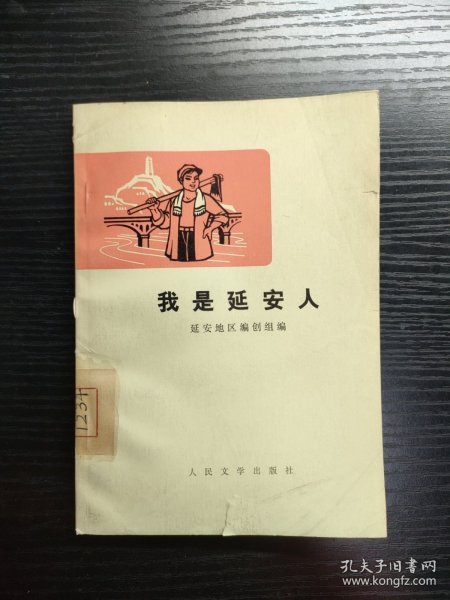 我是延安人
延安地区编创组编
1234
人民文学出版社
孔夫子旧书网
www.kongfz.com